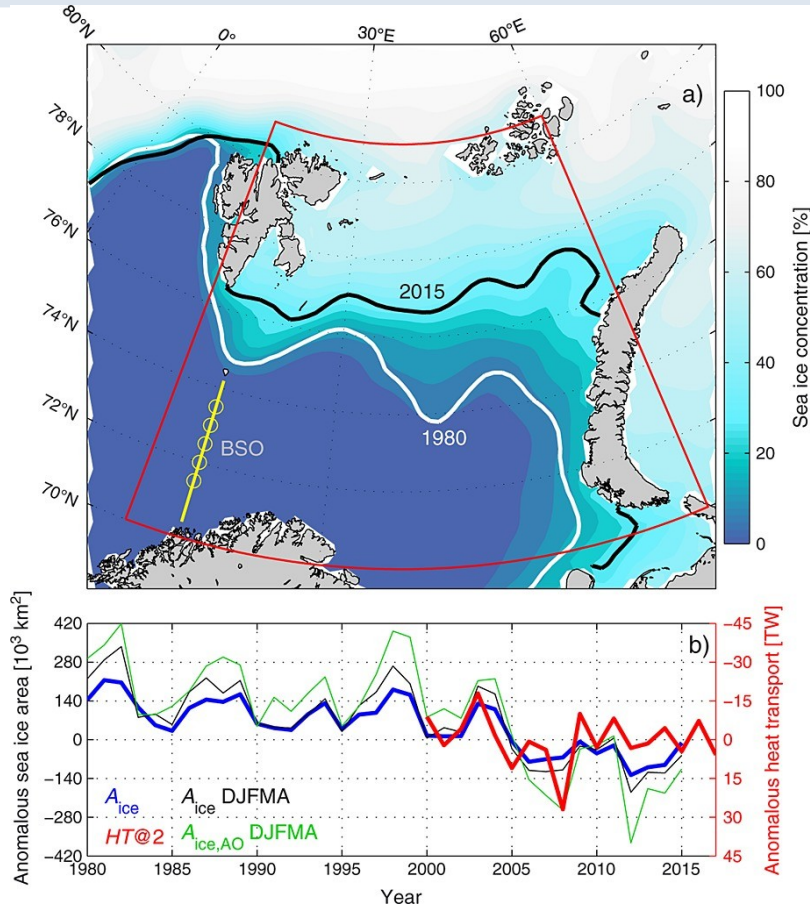 80°N 0° 30°E 60°E
a)
78°N
76°N
74°N
72°N
70°N
2015
1980
BSO
100
80
60
40
20
0
Sea ice concentration [%]
b)
Anomalous sea ice area [10³ km²]
420
280
140
0
-140
-280
-420
-45
-30
-15
0
15
30
45
Anomalous heat transport [TW]
A_ice A_ice DJFMA
HT@2 A_ice,AO DJFMA
1980 1985 1990 1995 2000 2005 2010 2015
Year